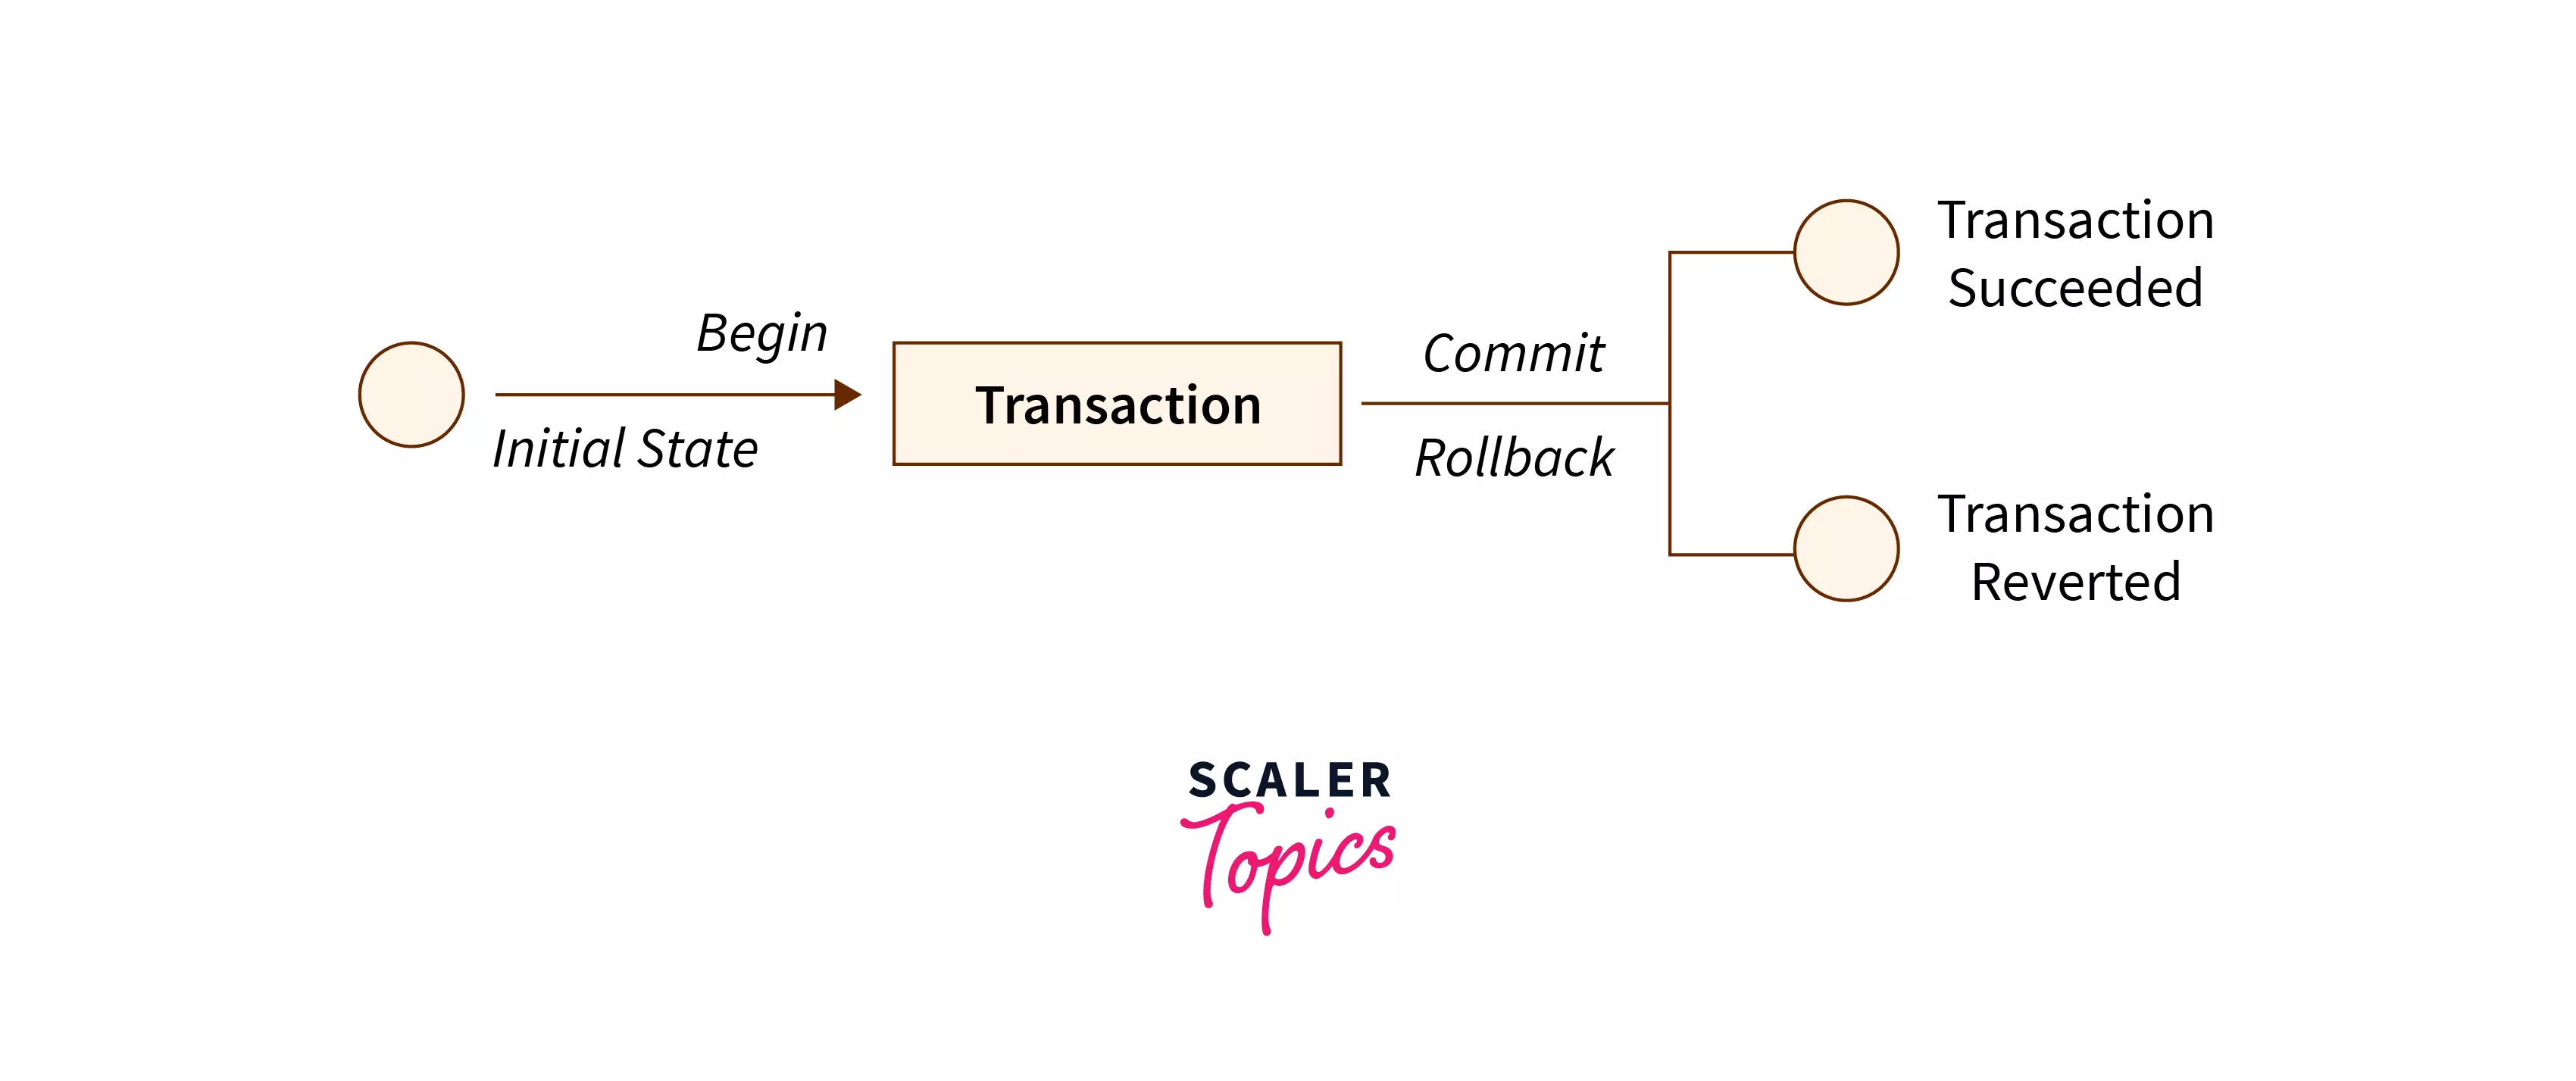 Begin
Initial State
Transaction
Commit
Rollback
Transaction
Succeeded
Transaction
Reverted
SCALER
Topics